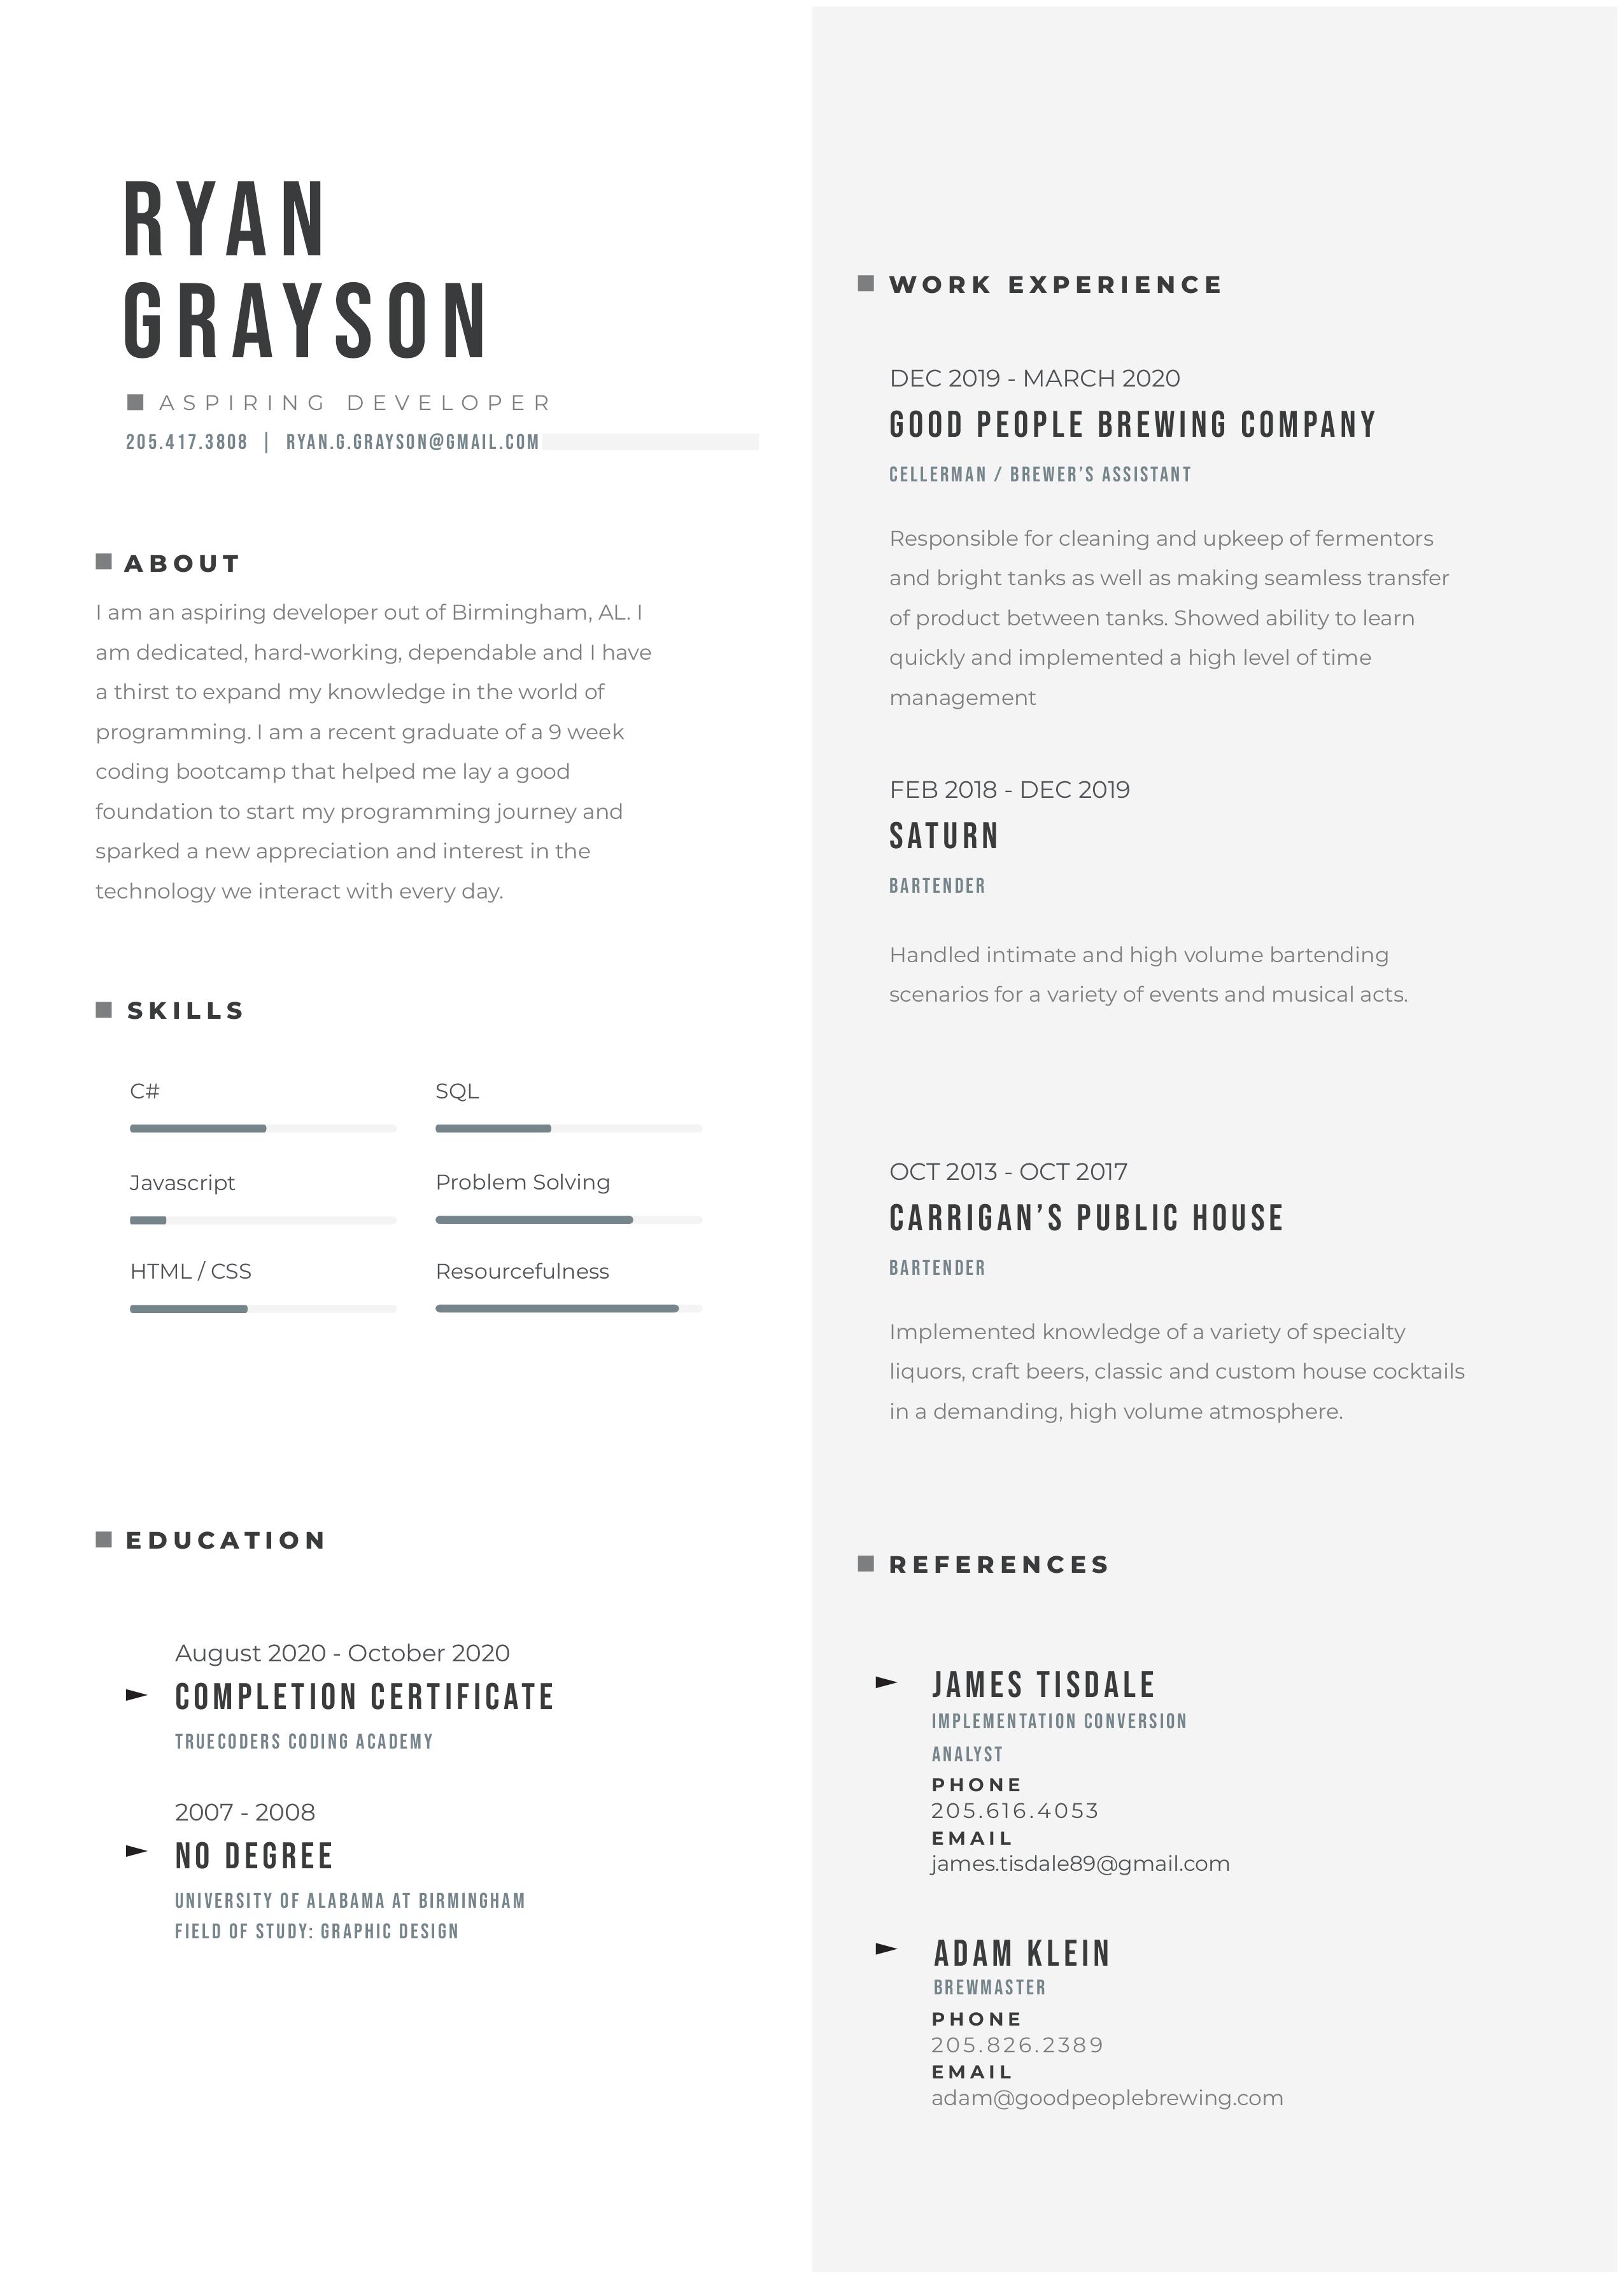 RYAN
GRAYSON
ASPIRING DEVELOPER
205.417.3808 | RYAN.G.GRAYSON@GMAIL.COM
ABOUT
I am an aspiring developer out of Birmingham, AL. I
am dedicated, hard-working, dependable and I have
a thirst to expand my knowledge in the world of
programming. I am a recent graduate of a 9 week
coding bootcamp that helped me lay a good
foundation to start my programming journey and
sparked a new appreciation and interest in the
technology we interact with every day.
SKILLS
C#
SQL
Javascript
Problem Solving
HTML / CSS
Resourcefulness
EDUCATION
August 2020 - October 2020
COMPLETION CERTIFICATE
TRUECODERS CODING ACADEMY
2007 - 2008
NO DEGREE
UNIVERSITY OF ALABAMA AT BIRMINGHAM
FIELD OF STUDY: GRAPHIC DESIGN
WORK EXPERIENCE
DEC 2019 - MARCH 2020
GOOD PEOPLE BREWING COMPANY
CELLERMAN / BREWER'S ASSISTANT
Responsible for cleaning and upkeep of fermentors
and bright tanks as well as making seamless transfer
of product between tanks. Showed ability to learn
quickly and implemented a high level of time
management
FEB 2018 - DEC 2019
SATURN
BARTENDER
Handled intimate and high volume bartending
scenarios for a variety of events and musical acts.
OCT 2013 - OCT 2017
CARRIGAN'S PUBLIC HOUSE
BARTENDER
Implemented knowledge of a variety of specialty
liquors, craft beers, classic and custom house cocktails
in a demanding, high volume atmosphere.
REFERENCES
JAMES TISDALE
IMPLEMENTATION CONVERSION
ANALYST
PHONE
205.616.4053
EMAIL
james.tisdale89@gmail.com
ADAM KLEIN
BREWMASTER
PHONE
205.826.2389
EMAIL
adam@goodpeoplebrewing.com